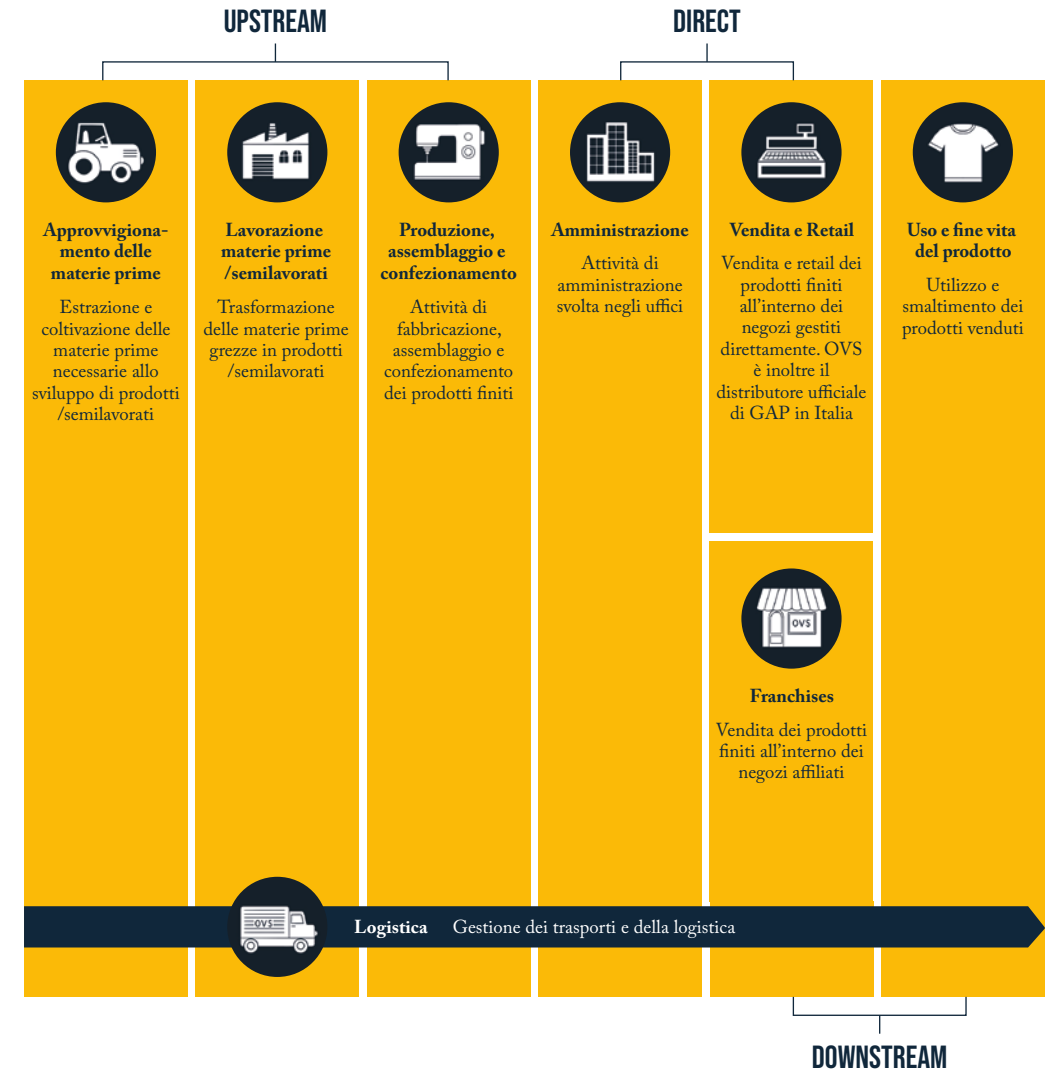 UPSTREAM
DIRECT
Approvvigiona-
mento delle
materie prime
Estrazione e
coltivazione delle
materie prime
necessarie allo
sviluppo di prodotti
/semilavorati
Lavorazione
materie prime
/semilavorati
Trasformazione
delle materie prime
grezze in prodotti
/semilavorati
Produzione,
assemblaggio e
confezionamento
Attività di
fabbricazione,
assemblaggio e
confezionamento
dei prodotti finiti
Amministrazione
Attività di
amministrazione
svolta negli uffici
Vendita e Retail
Vendita e retail dei
prodotti finiti
all'interno dei
negozi gestiti
direttamente. OVS
è inoltre il
distributore ufficiale
di GAP in Italia
OVS
Franchises
Vendita dei prodotti
finiti all'interno dei
negozi affiliati
Uso e fine vita
del prodotto
Utilizzo e
smaltimento dei
prodotti venduti
OVS
Logistica Gestione dei trasporti e della logistica
DOWNSTREAM